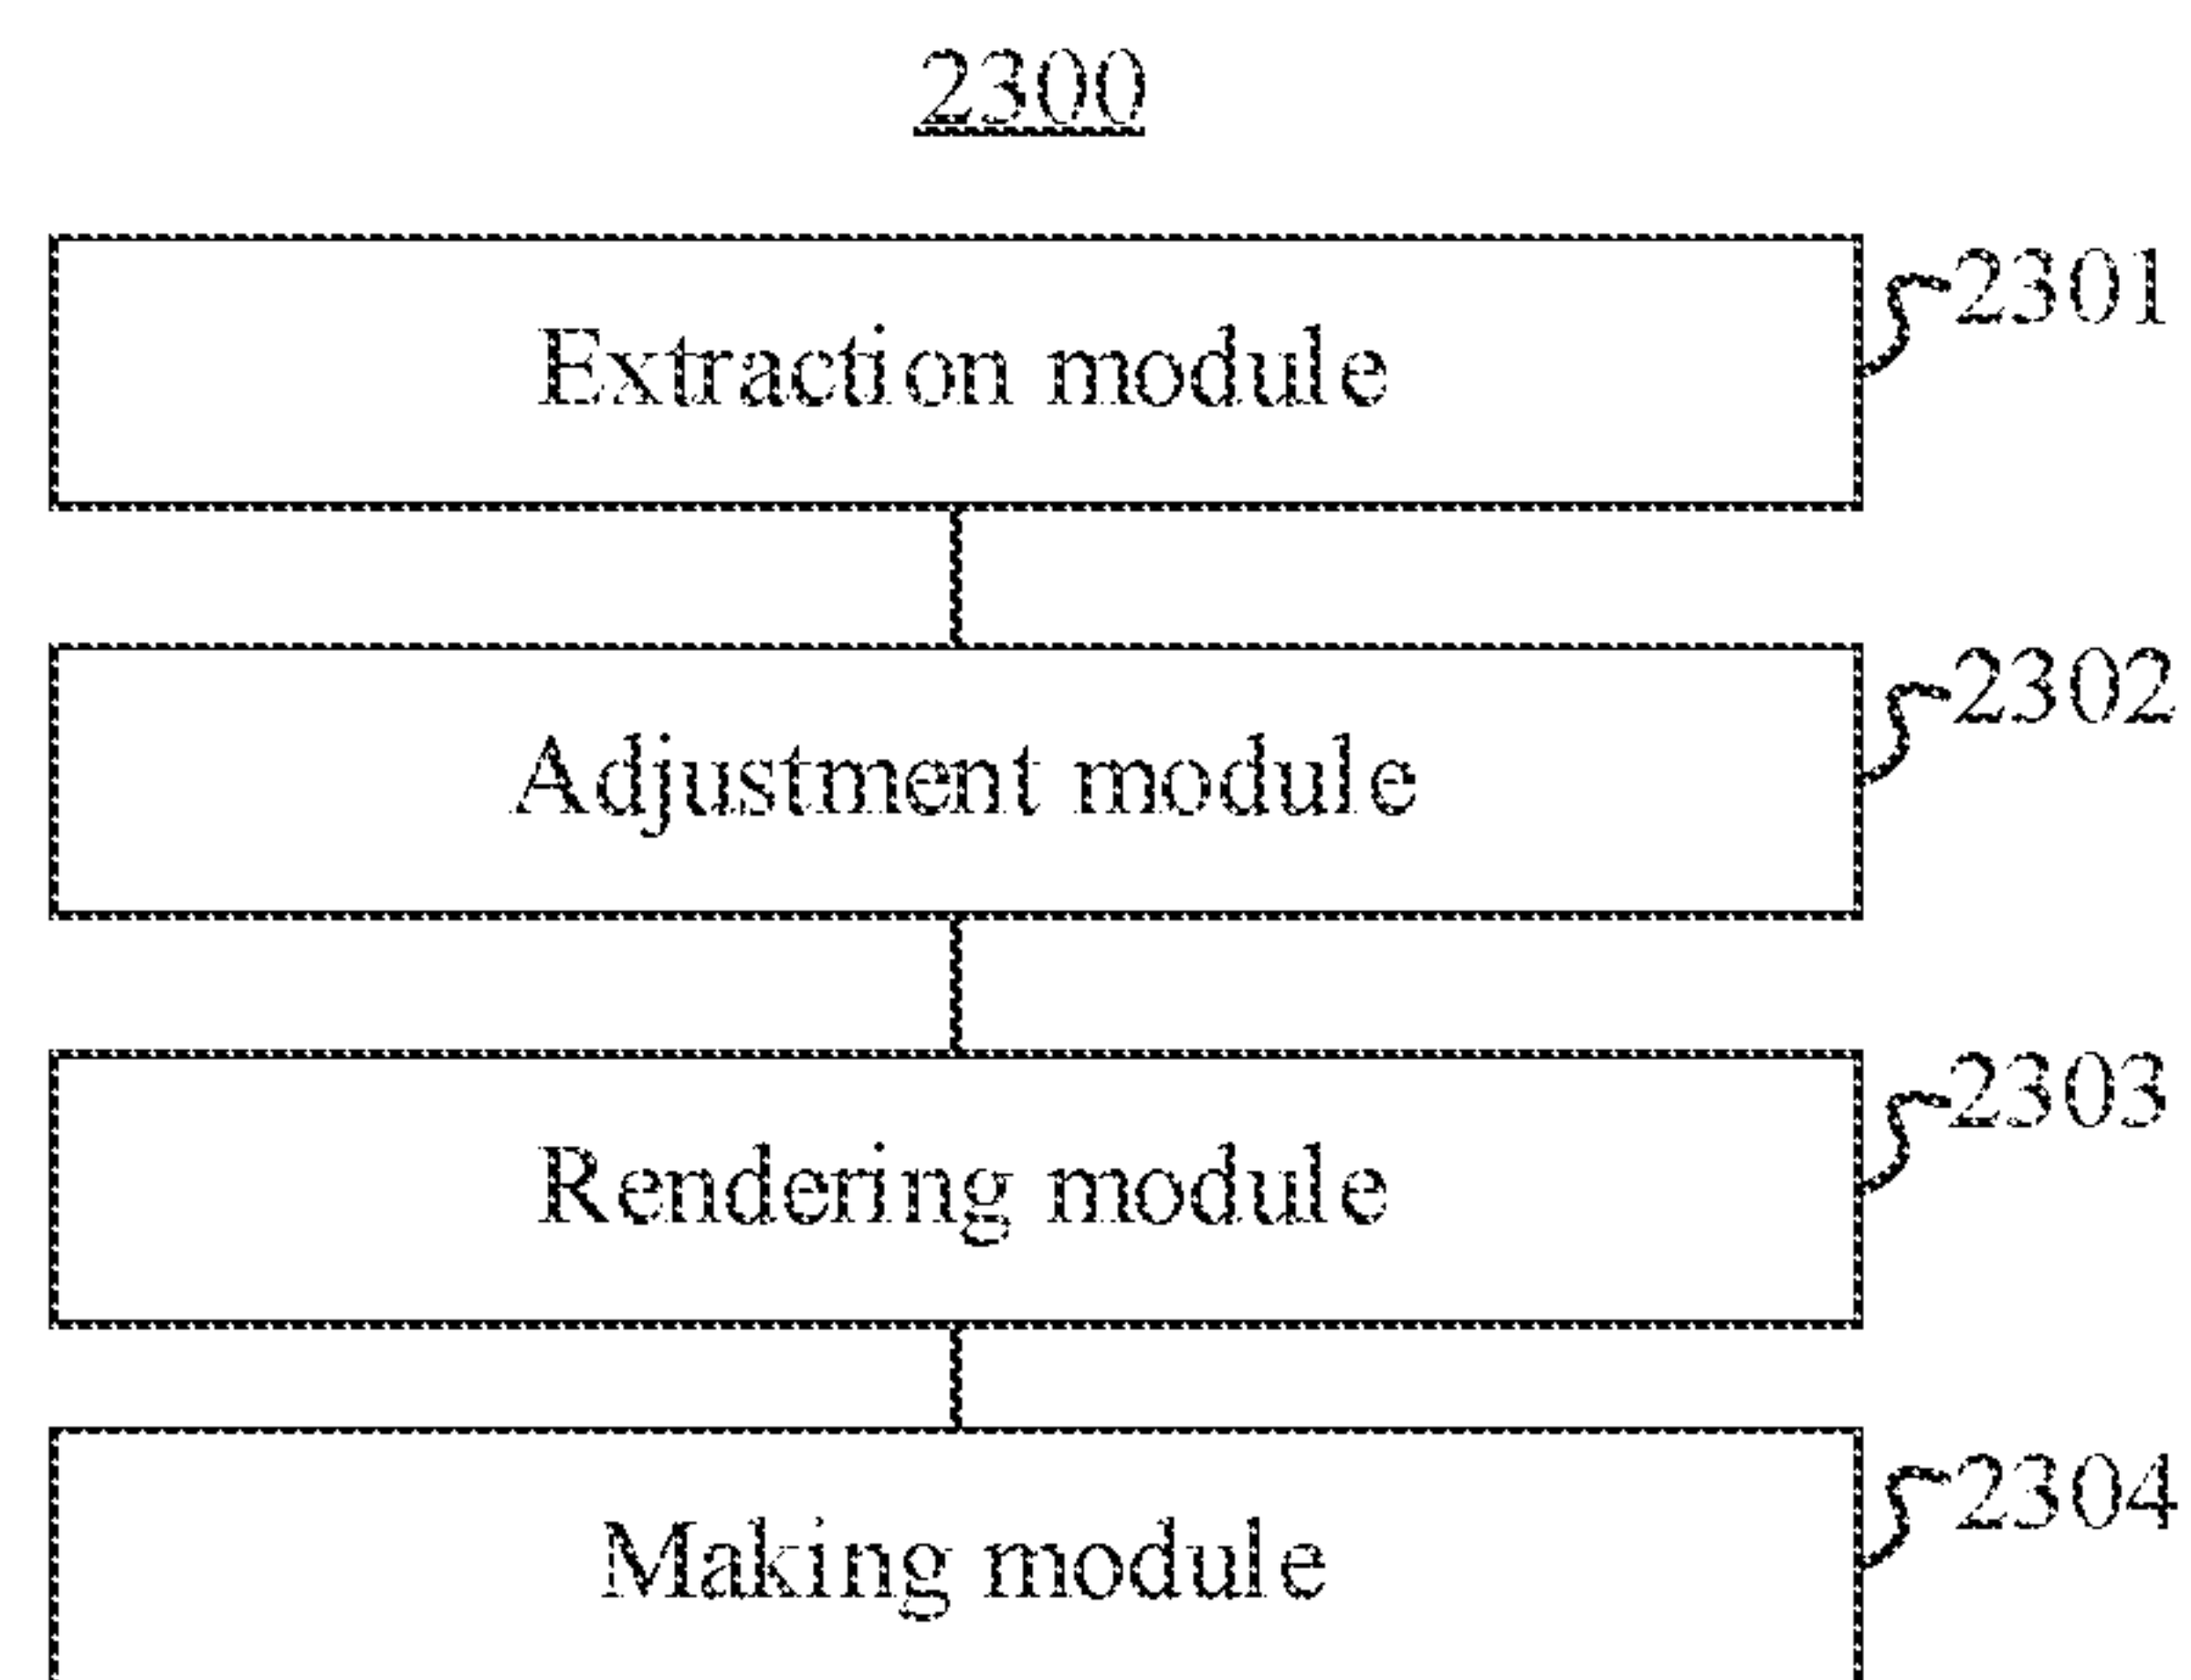 2300
Extraction module
2301
Adjustment module
2302
Rendering module
2303
Making module
2304